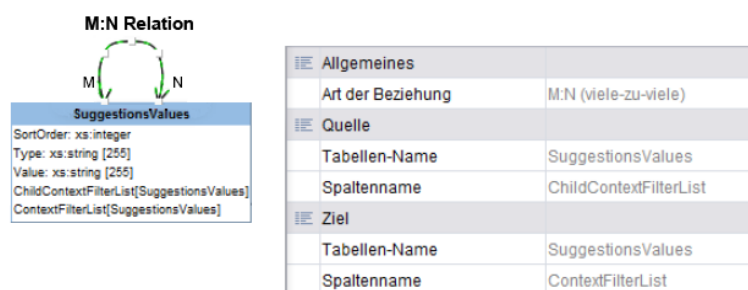 M:N Relation
M
N
SuggestionsValues
SortOrder: xs:integer
Type: xs:string [255]
Value: xs:string [255]
ChildContextFilterList[SuggestionsValues]
ContextFilterList[SuggestionsValues]
Allgemeines
Art der Beziehung M:N (viele-zu-viele)
Quelle
Tabellen-Name SuggestionsValues
Spaltenname ChildContextFilterList
Ziel
Tabellen-Name SuggestionsValues
Spaltenname ContextFilterList